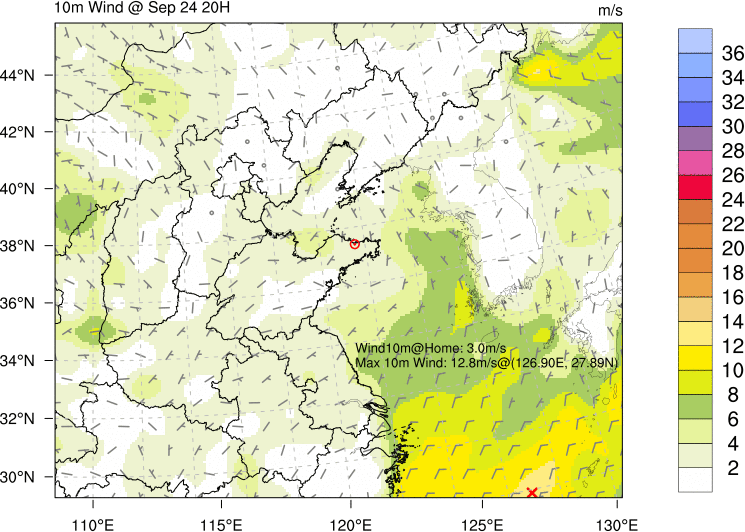 10m Wind @ Sep 24 20H
m/s
44°N
42°N
40°N
38°N
36°N
34°N
32°N
30°N
110°E
115°E
120°E
125°E
130°E
Wind10m@Home: 3.0m/s
Max 10m Wind: 12.8m/s@(126.90E, 27.89N)
36
34
32
30
28
26
24
22
20
18
16
14
12
10
8
6
4
2